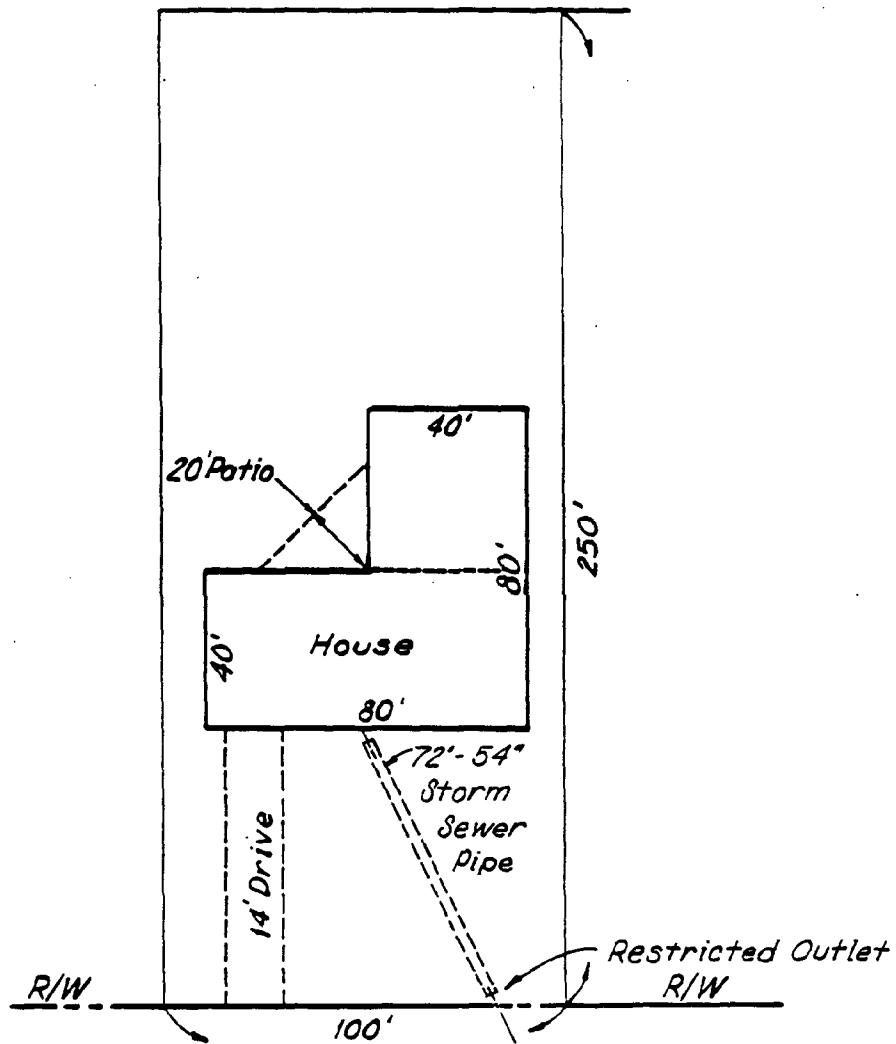 40'
20' Patio
250'
80'
40'
House
80'
72'-54"
Storm
Sewer
Pipe
14' Drive
Restricted Outlet
R/W
R/W
100'